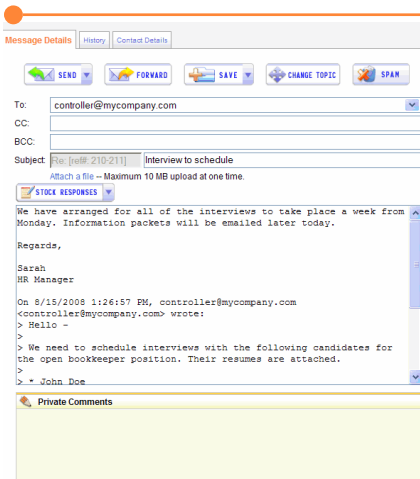 Message Details History Contact Details
SEND FORWARD SAVE CHANGE TOPIC SPAM
To: controller@mycompany.com
CC:
BCC:
Subject: Re: [ref#: 210-211] Interview to schedule
Attach a file -- Maximum 10 MB upload at one time.
STOCK RESPONSES
We have arranged for all of the interviews to take place a week from
Monday. Information packets will be emailed later today.
Regards,
Sarah
HR Manager
On 8/15/2008 1:26:57 PM, controller@mycompany.com
<controller@mycompany.com> wrote:
> Hello -
>
> We need to schedule interviews with the following candidates for
the open bookkeeper position. Their resumes are attached.
>
> * John Doe
Private Comments